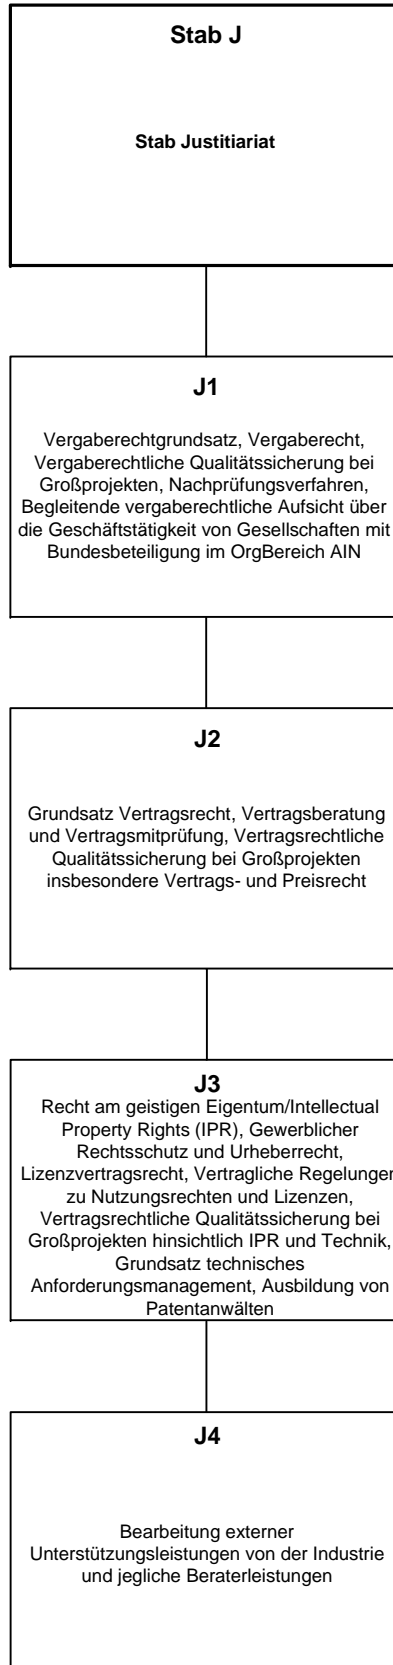 Stab J
Stab Justitiariat
J1
Vergaberechtgrundsatz, Vergaberecht,
Vergaberechtliche Qualitätssicherung bei
Großprojekten, Nachprüfungsverfahren,
Begleitende vergaberechtliche Aufsicht über
die Geschäftstätigkeit von Gesellschaften mit
Bundesbeteiligung im OrgBereich AIN
J2
Grundsatz Vertragsrecht, Vertragsberatung
und Vertragsmitprüfung, Vertragsrechtliche
Qualitätssicherung bei Großprojekten
insbesondere Vertrags- und Preisrecht
J3
Recht am geistigen Eigentum/Intellectual
Property Rights (IPR), Gewerblicher
Rechtsschutz und Urheberrecht,
Lizenzvertragsrecht, Vertragliche Regelungen
zu Nutzungsrechten und Lizenzen,
Vertragsrechtliche Qualitätssicherung bei
Großprojekten hinsichtlich IPR und Technik,
Grundsatz technisches
Anforderungsmanagement, Ausbildung von
Patentanwälten
J4
Bearbeitung externer
Unterstützungsleistungen von der Industrie
und jegliche Beraterleistungen